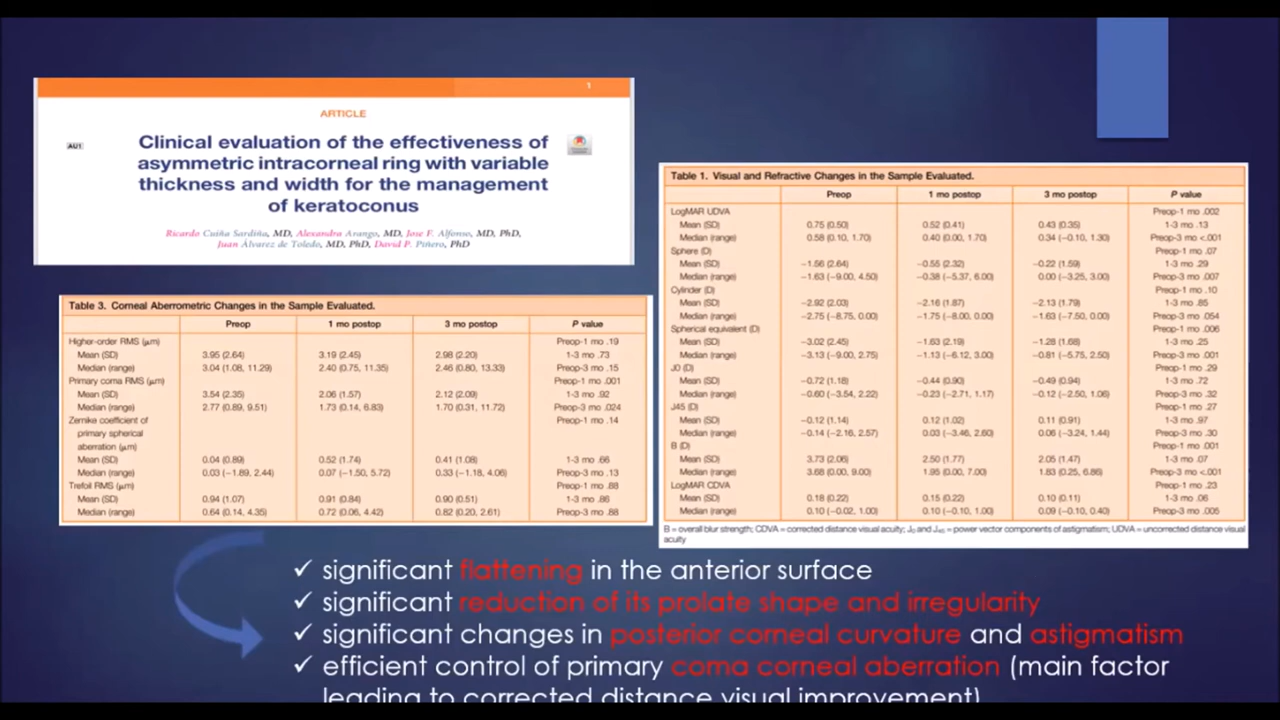 1
ARTICLE
AU1
Clinical evaluation of the effectiveness of
asymmetric intracorneal ring with variable
thickness and width for the management
of keratoconus
Ricardo Cuiña Sardiña, MD, Alexandra Arango, MD, Jose F. Alfonso, MD, PhD,
Juan Álvarez de Toledo, MD, PhD, David P. Piñero, PhD
Table 3. Corneal Aberrometric Changes in the Sample Evaluated.
Preop 1 mo postop 3 mo postop P value
Higher-order RMS (μm) Preop-1 mo .19
Mean (SD) 3.95 (2.64) 3.19 (2.45) 2.98 (2.20) 1-3 mo .73
Median (range) 3.04 (1.08, 11.29) 2.40 (0.75, 11.35) 2.46 (0.80, 13.33) Preop-3 mo .15
Primary coma RMS (μm) Preop-1 mo .001
Mean (SD) 3.54 (2.35) 2.06 (1.57) 2.12 (2.09) 1-3 mo .92
Median (range) 2.77 (0.89, 9.51) 1.73 (0.14, 6.83) 1.70 (0.31, 11.72) Preop-3 mo .024
Zernike coefficient of Preop-1 mo .14
primary spherical
aberration (μm)
Mean (SD) 0.04 (0.89) 0.52 (1.74) 0.41 (1.08) 1-3 mo .66
Median (range) 0.03 (−1.89, 2.44) 0.07 (−1.50, 5.72) 0.33 (−1.18, 4.06) Preop-3 mo .13
Trefoil RMS (μm) Preop-1 mo .88
Mean (SD) 0.94 (1.07) 0.91 (0.84) 0.90 (0.51) 1-3 mo .86
Median (range) 0.64 (0.14, 4.35) 0.72 (0.06, 4.42) 0.82 (0.20, 2.61) Preop-3 mo .88
Table 1. Visual and Refractive Changes in the Sample Evaluated.
Preop 1 mo postop 3 mo postop P value
LogMAR UDVA Preop-1 mo .002
Mean (SD) 0.75 (0.50) 0.52 (0.41) 0.43 (0.35) 1-3 mo .13
Median (range) 0.58 (0.10, 1.70) 0.40 (0.00, 1.70) 0.34 (−0.10, 1.30) Preop-3 mo <.001
Sphere (D) Preop-1 mo .07
Mean (SD) −1.56 (2.64) −0.55 (2.32) −0.22 (1.59) 1-3 mo .29
Median (range) −1.63 (−9.00, 4.50) −0.38 (−5.37, 6.00) 0.00 (−3.25, 3.00) Preop-3 mo .007
Cylinder (D) Preop-1 mo .10
Mean (SD) −2.92 (2.03) −2.16 (1.87) −2.13 (1.79) 1-3 mo .85
Median (range) −2.75 (−8.75, 0.00) −1.75 (−8.00, 0.00) −1.63 (−7.50, 0.00) Preop-3 mo .054
Spherical equivalent (D) Preop-1 mo .006
Mean (SD) −3.02 (2.45) −1.63 (2.19) −1.28 (1.68) 1-3 mo .25
Median (range) −3.13 (−9.00, 2.75) −1.13 (−6.12, 3.00) −0.81 (−5.75, 2.50) Preop-3 mo .001
J0 (D) Preop-1 mo .29
Mean (SD) −0.72 (1.18) −0.44 (0.90) −0.49 (0.94) 1-3 mo .72
Median (range) −0.60 (−3.54, 2.22) −0.23 (−2.71, 1.17) −0.12 (−2.50, 1.06) Preop-3 mo .32
J45 (D) Preop-1 mo .27
Mean (SD) −0.12 (1.14) 0.12 (1.02) 0.11 (0.91) 1-3 mo .97
Median (range) −0.14 (−2.16, 2.57) 0.03 (−3.46, 2.60) 0.06 (−3.24, 1.44) Preop-3 mo .30
B (D) Preop-1 mo .001
Mean (SD) 3.73 (2.06) 2.50 (1.77) 2.05 (1.47) 1-3 mo .07
Median (range) 3.68 (0.00, 9.00) 1.95 (0.00, 7.00) 1.83 (0.25, 6.86) Preop-3 mo <.001
LogMAR CDVA Preop-1 mo .23
Mean (SD) 0.18 (0.22) 0.15 (0.22) 0.10 (0.11) 1-3 mo .06
Median (range) 0.10 (−0.02, 1.00) 0.10 (−0.10, 1.00) 0.09 (−0.10, 0.40) Preop-3 mo .005
B = overall blur strength; CDVA = corrected distance visual acuity; J0 and J45 = power vector components of astigmatism; UDVA = uncorrected distance visual
acuity
✓ significant flattening in the anterior surface
✓ significant reduction of its prolate shape and irregularity
✓ significant changes in posterior corneal curvature and astigmatism
✓ efficient control of primary coma corneal aberration (main factor
leading to corrected distance visual improvement)